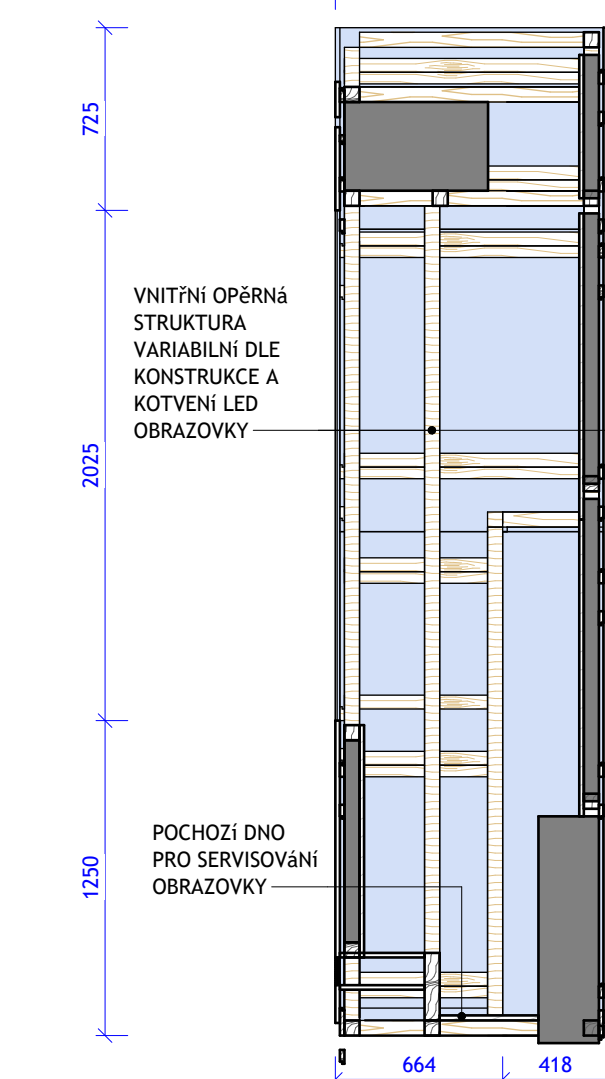 725
VNITřNí OPěRNá
STRUKTURA
VARIABILNí DLE
KONSTRUKCE A
KOTVENí LED
OBRAZOVKY
2025
POCHOZí DNO
PRO SERVISOVáNí
OBRAZOVKY
1250
664
418